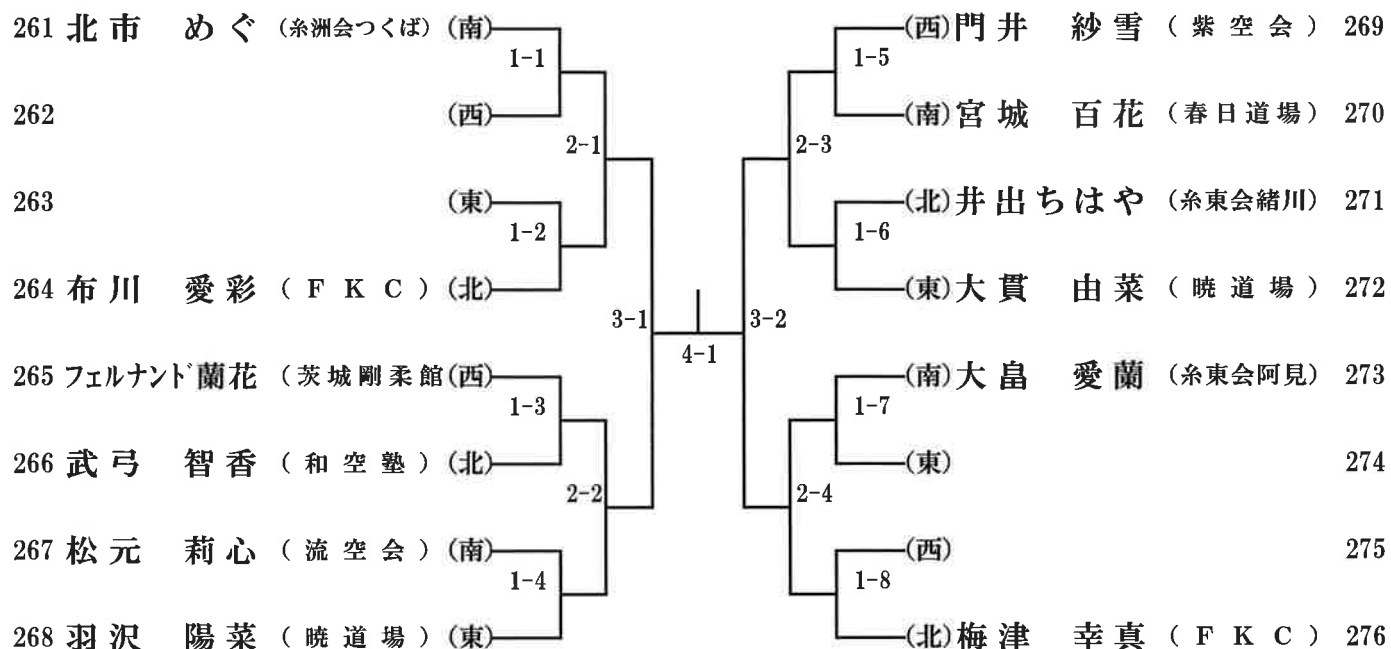 261 北市 めぐ (糸洲会つくば) (南)
1-1
262 (西)
2-1
263 (東)
1-2
264 布川 愛彩 (FKC) (北)
3-1
265 フェルナンド蘭花 (茨城剛柔館(西)
1-3
266 武弓 智香 (和空塾) (北)
2-2
267 松元 莉心 (流空会) (南)
1-4
268 羽沢 陽菜 (暁道場) (東)
4-1
(西) 門井 紗雪 (紫空会) 269
1-5
(南) 宮城 百花 (春日道場) 270
2-3
(北) 井出ちはや (糸東会緒川) 271
1-6
(東) 大貫 由菜 (暁道場) 272
3-2
(南) 大畠 愛蘭 (糸東会阿見) 273
1-7
(東) 274
2-4
(西) 275
1-8
(北) 梅津 幸真 (FKC) 276